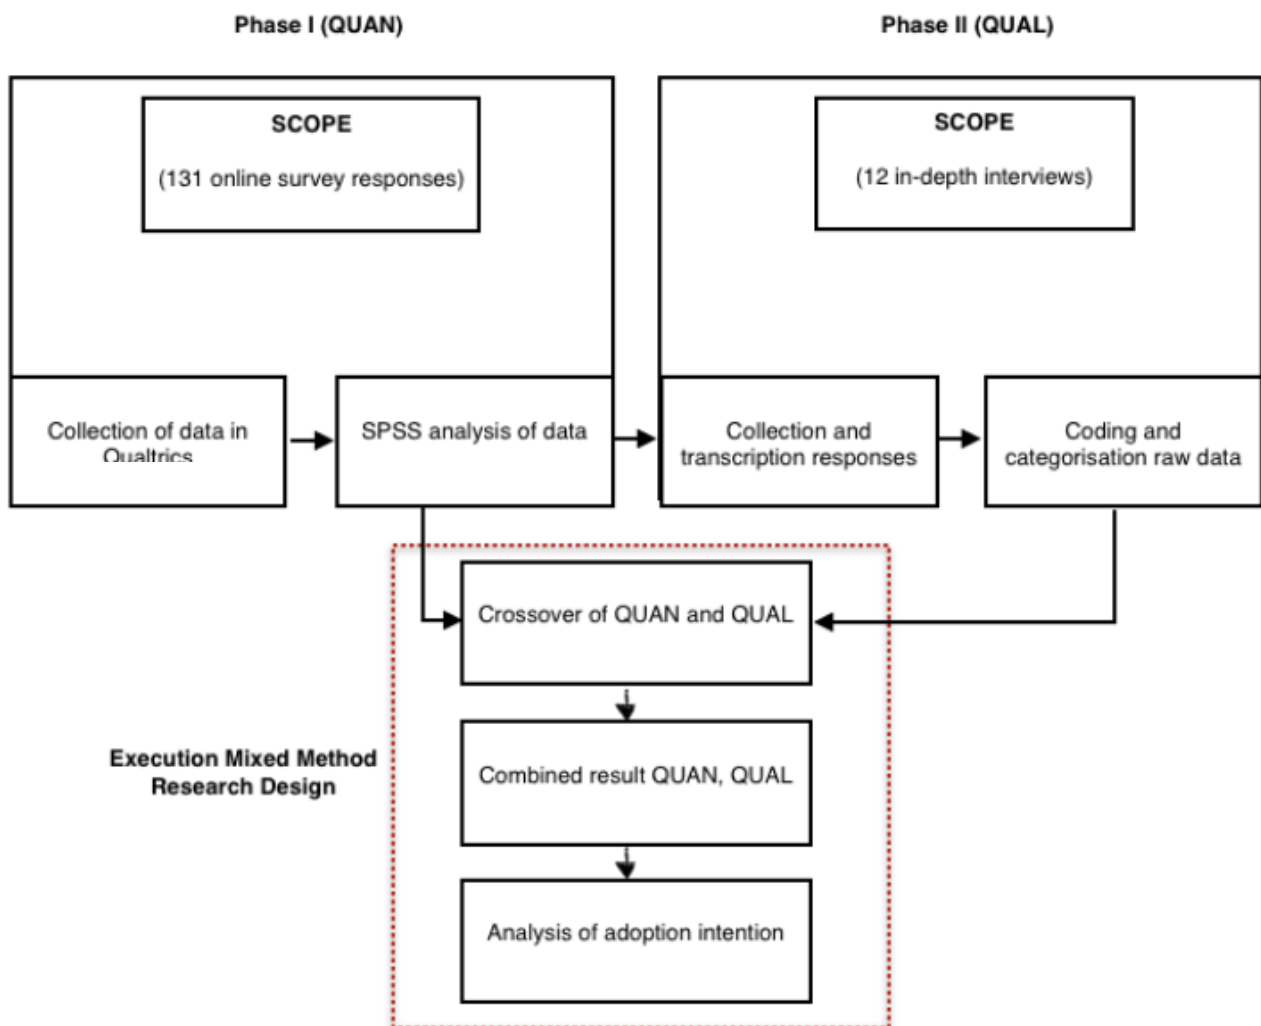 Phase I (QUAN)
Phase II (QUAL)
SCOPE
(131 online survey responses)
SCOPE
(12 in-depth interviews)
Collection of data in
Qualtrics
SPSS analysis of data
Collection and
transcription responses
Coding and
categorisation raw data
Crossover of QUAN and QUAL
Execution Mixed Method
Research Design
Combined result QUAN, QUAL
Analysis of adoption intention